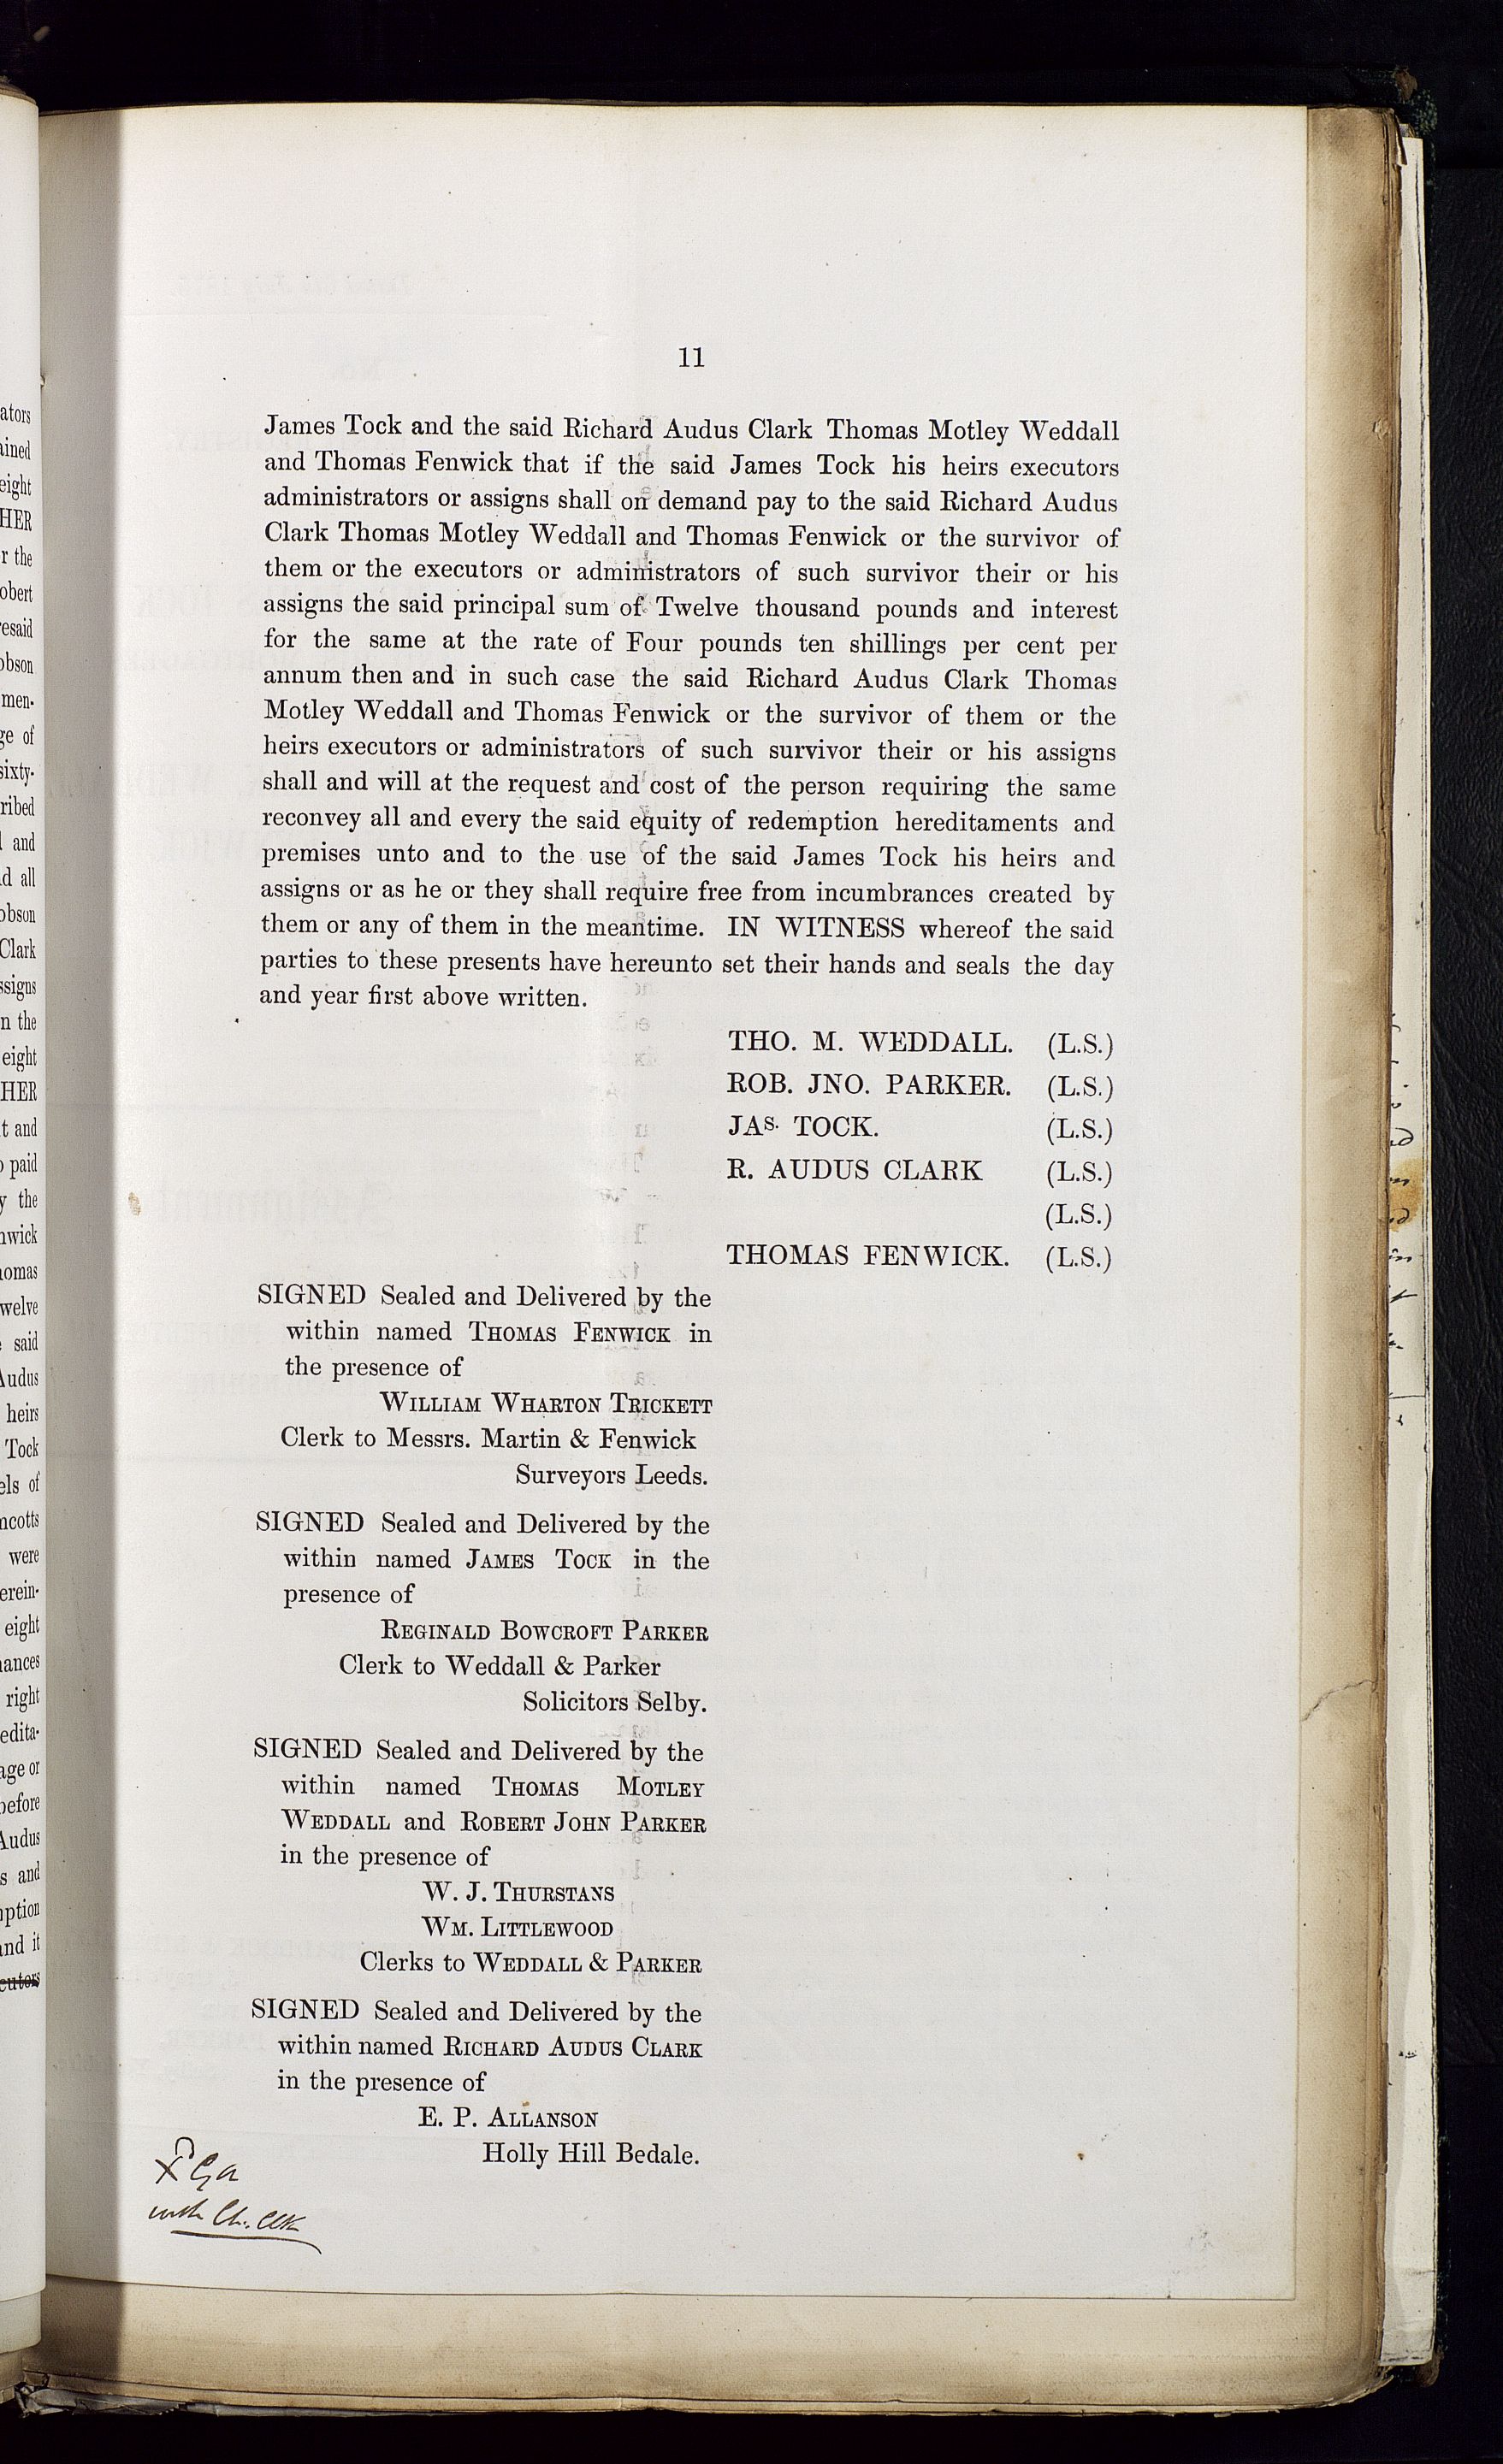 11
James Tock and the said Richard Audus Clark Thomas Motley Weddall
and Thomas Fenwick that if the said James Tock his heirs executors
administrators or assigns shall on demand pay to the said Richard Audus
Clark Thomas Motley Weddall and Thomas Fenwick or the survivor of
them or the executors or administrators of such survivor their or his
assigns the said principal sum of Twelve thousand pounds and interest
for the same at the rate of Four pounds ten shillings per cent per
annum then and in such case the said Richard Audus Clark Thomas
Motley Weddall and Thomas Fenwick or the survivor of them or the
heirs executors or administrators of such survivor their or his assigns
shall and will at the request and cost of the person requiring the same
reconvey all and every the said equity of redemption hereditaments and
premises unto and to the use of the said James Tock his heirs and
assigns or as he or they shall require free from incumbrances created by
them or any of them in the meantime. IN WITNESS whereof the said
parties to these presents have hereunto set their hands and seals the day
and year first above written.
THO. M. WEDDALL. (L.S.)
ROB. JNO. PARKER. (L.S.)
JAS. TOCK. (L.S.)
R. AUDUS CLARK (L.S.)
(L.S.)
THOMAS FENWICK. (L.S.)
SIGNED Sealed and Delivered by the
within named THOMAS FENWICK in
the presence of
WILLIAM WHARTON TRICKETT
Clerk to Messrs. Martin & Fenwick
Surveyors Leeds.
SIGNED Sealed and Delivered by the
within named JAMES TOCK in the
presence of
REGINALD BOWCROFT PARKER
Clerk to Weddall & Parker
Solicitors Selby.
SIGNED Sealed and Delivered by the
within named THOMAS MOTLEY
WEDDALL and ROBERT JOHN PARKER
in the presence of
W. J. THURSTANS
WM. LITTLEWOOD
Clerks to WEDDALL & PARKER
SIGNED Sealed and Delivered by the
within named RICHARD AUDUS CLARK
in the presence of
E. P. ALLANSON
Holly Hill Bedale.